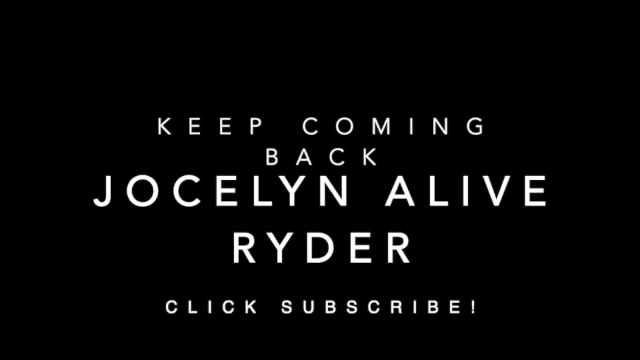 KEEP COMING
BACK
JOCELYN ALIVE
RYDER
CLICK SUBSCRIBE!